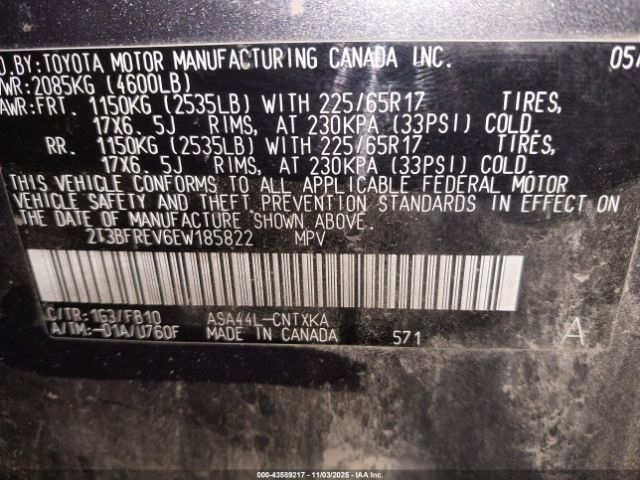 D BY: TOYOTA MOTOR MANUFACTURING CANADA INC. 05/
VWR: 2085KG (4600LB)
AWR: FRT. 1150KG (2535LB) WITH 225/65R17 TIRES,
17X6. 5J RIMS, AT 230KPA (33PSI) COLD.
RR. 1150KG (2535LB) WITH 225/65R17 TIRES,
17X6. 5J RIMS, AT 230KPA (33PSI) COLD.
THIS VEHICLE CONFORMS TO ALL APPLICABLE FEDERAL MOTOR
VEHICLE SAFETY AND THEFT PREVENTION STANDARDS IN EFFECT ON
THE DATE OF MANUFACTURE SHOWN ABOVE.
2T3BFREV6EW185822 MPV
C/TR: 1G3/FB10 ASA44L-CNTXKA
A/TM: -01A/U760F MADE IN CANADA 571 A
000-43589217 - 11/03/2025 - IAAI.COM